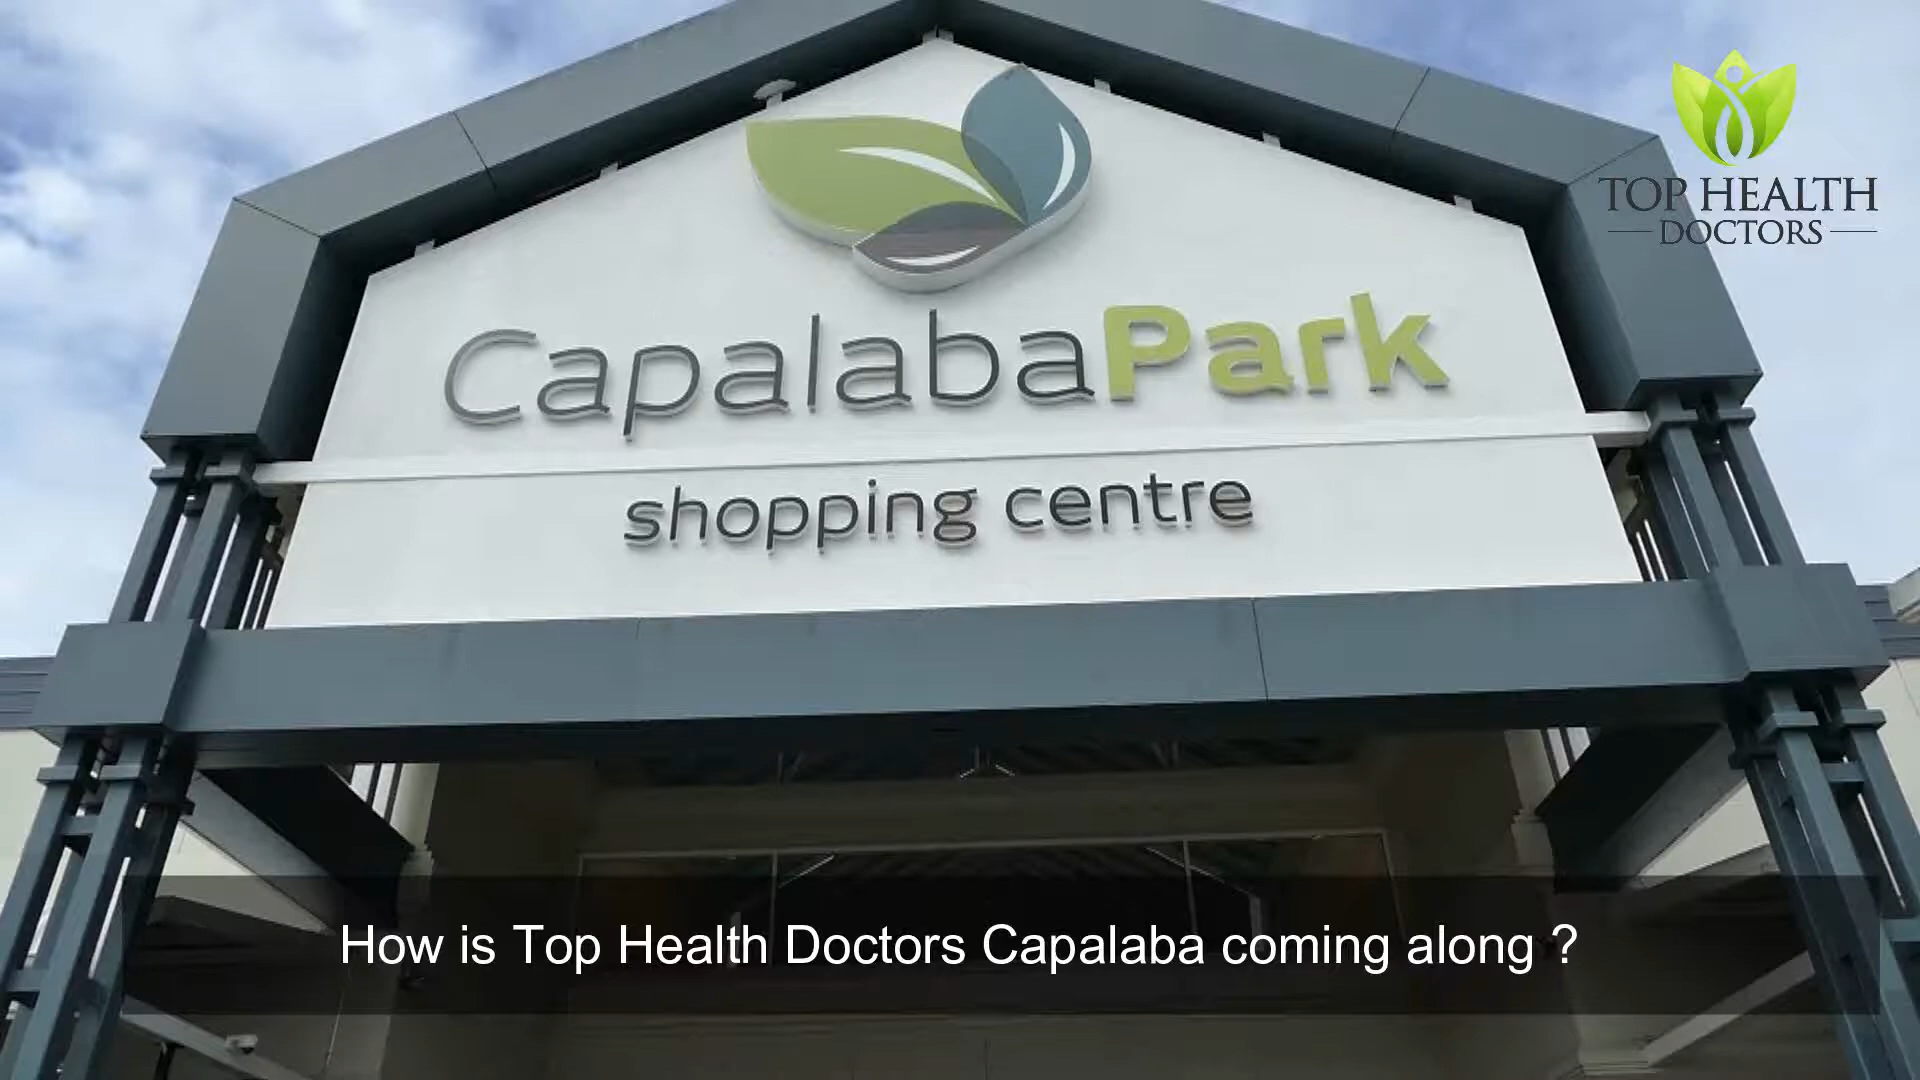 TOP HEALTH
DOCTORS
CapalabaPark
shopping centre
How is Top Health Doctors Capalaba coming along ?